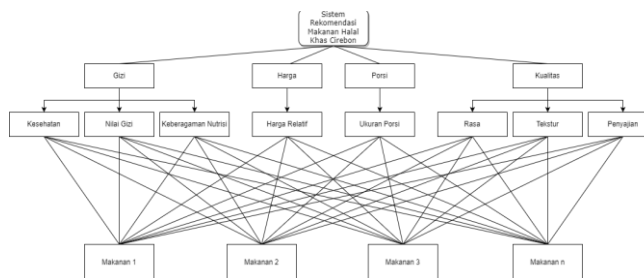 Sistem
Rekomendasi
Makanan Halal
Khas Cirebon
Gizi
Harga
Porsi
Kualitas
Kesehatan
Nilai Gizi
Keberagaman Nutrisi
Harga Relatif
Ukuran Porsi
Rasa
Tekstur
Penyajian
Makanan 1
Makanan 2
Makanan 3
Makanan n